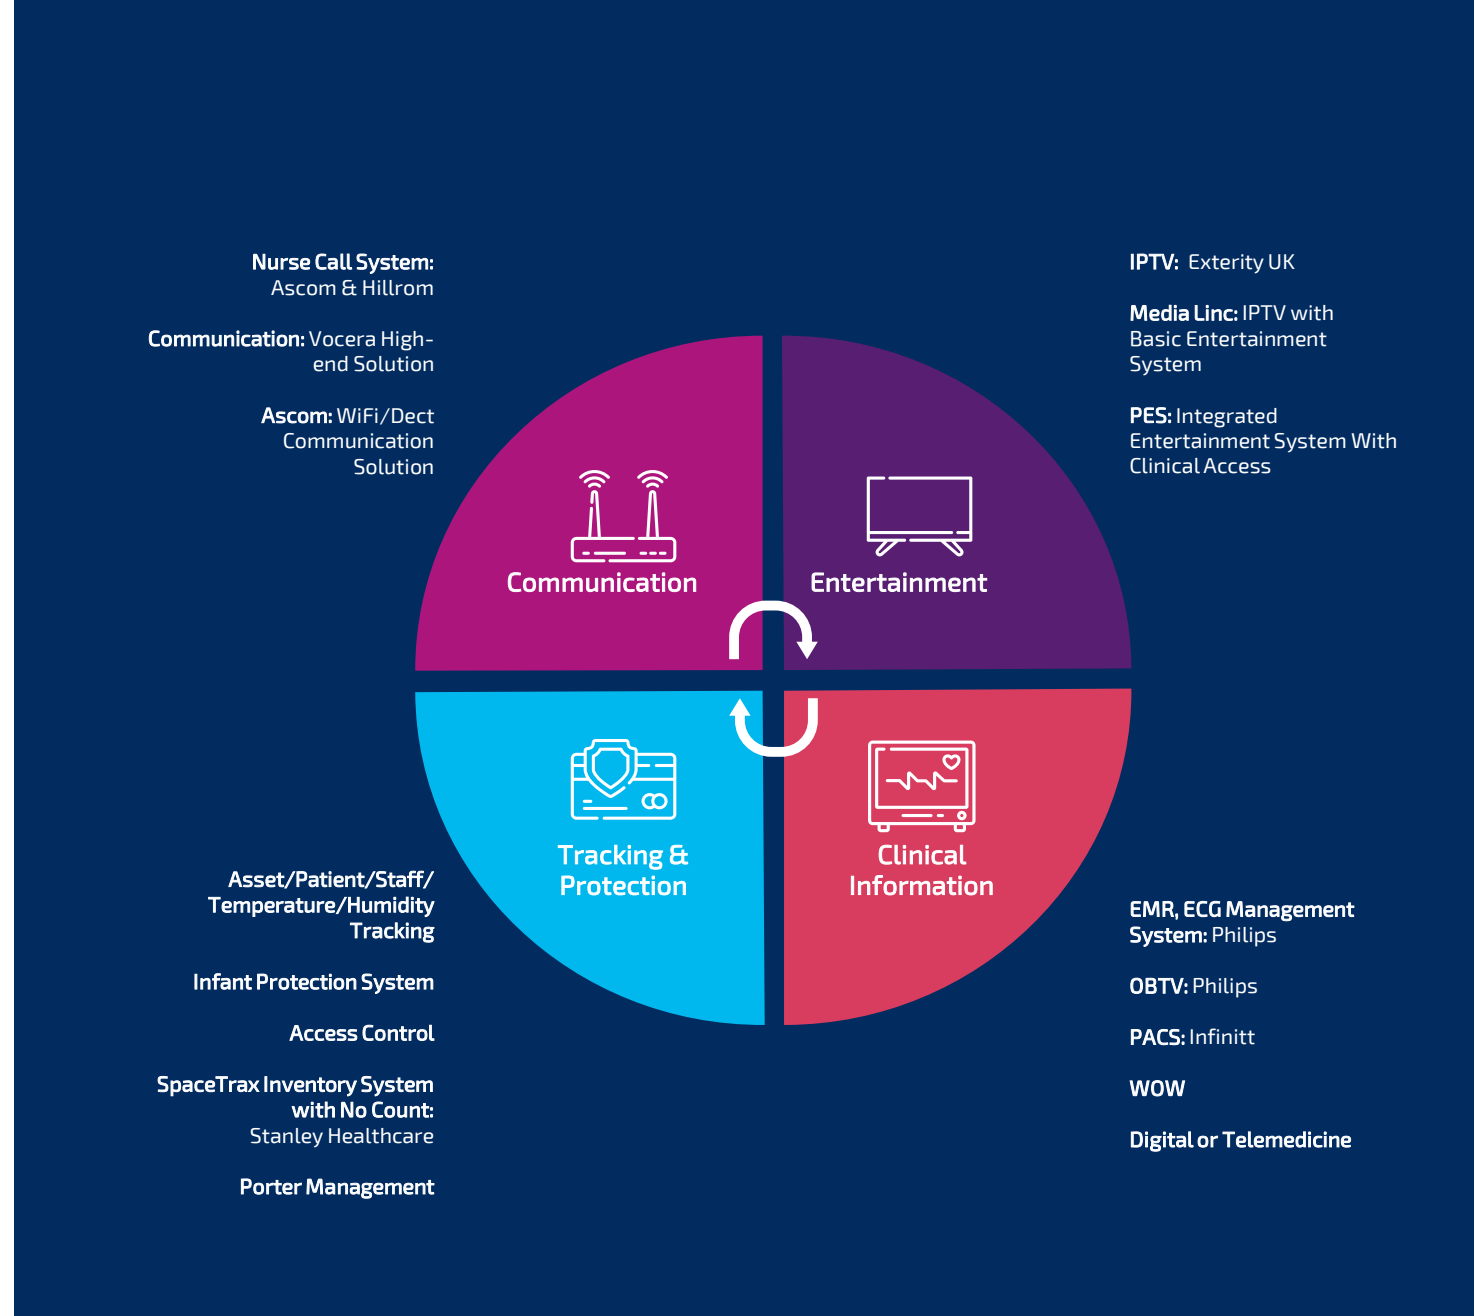 Nurse Call System:
Ascom & Hillrom
Communication: Vocera High-
end Solution
Ascom: WiFi/Dect
Communication
Solution
IPTV: Exterity UK
Media Linc: IPTV with
Basic Entertainment
System
PES: Integrated
Entertainment System With
Clinical Access
Communication
Entertainment
Tracking &
Protection
Clinical
Information
Asset/Patient/Staff/
Temperature/Humidity
Tracking
Infant Protection System
Access Control
SpaceTrax Inventory System
with No Count:
Stanley Healthcare
Porter Management
EMR, ECG Management
System: Philips
OBTV: Philips
PACS: Infinitt
WOW
Digital or Telemedicine